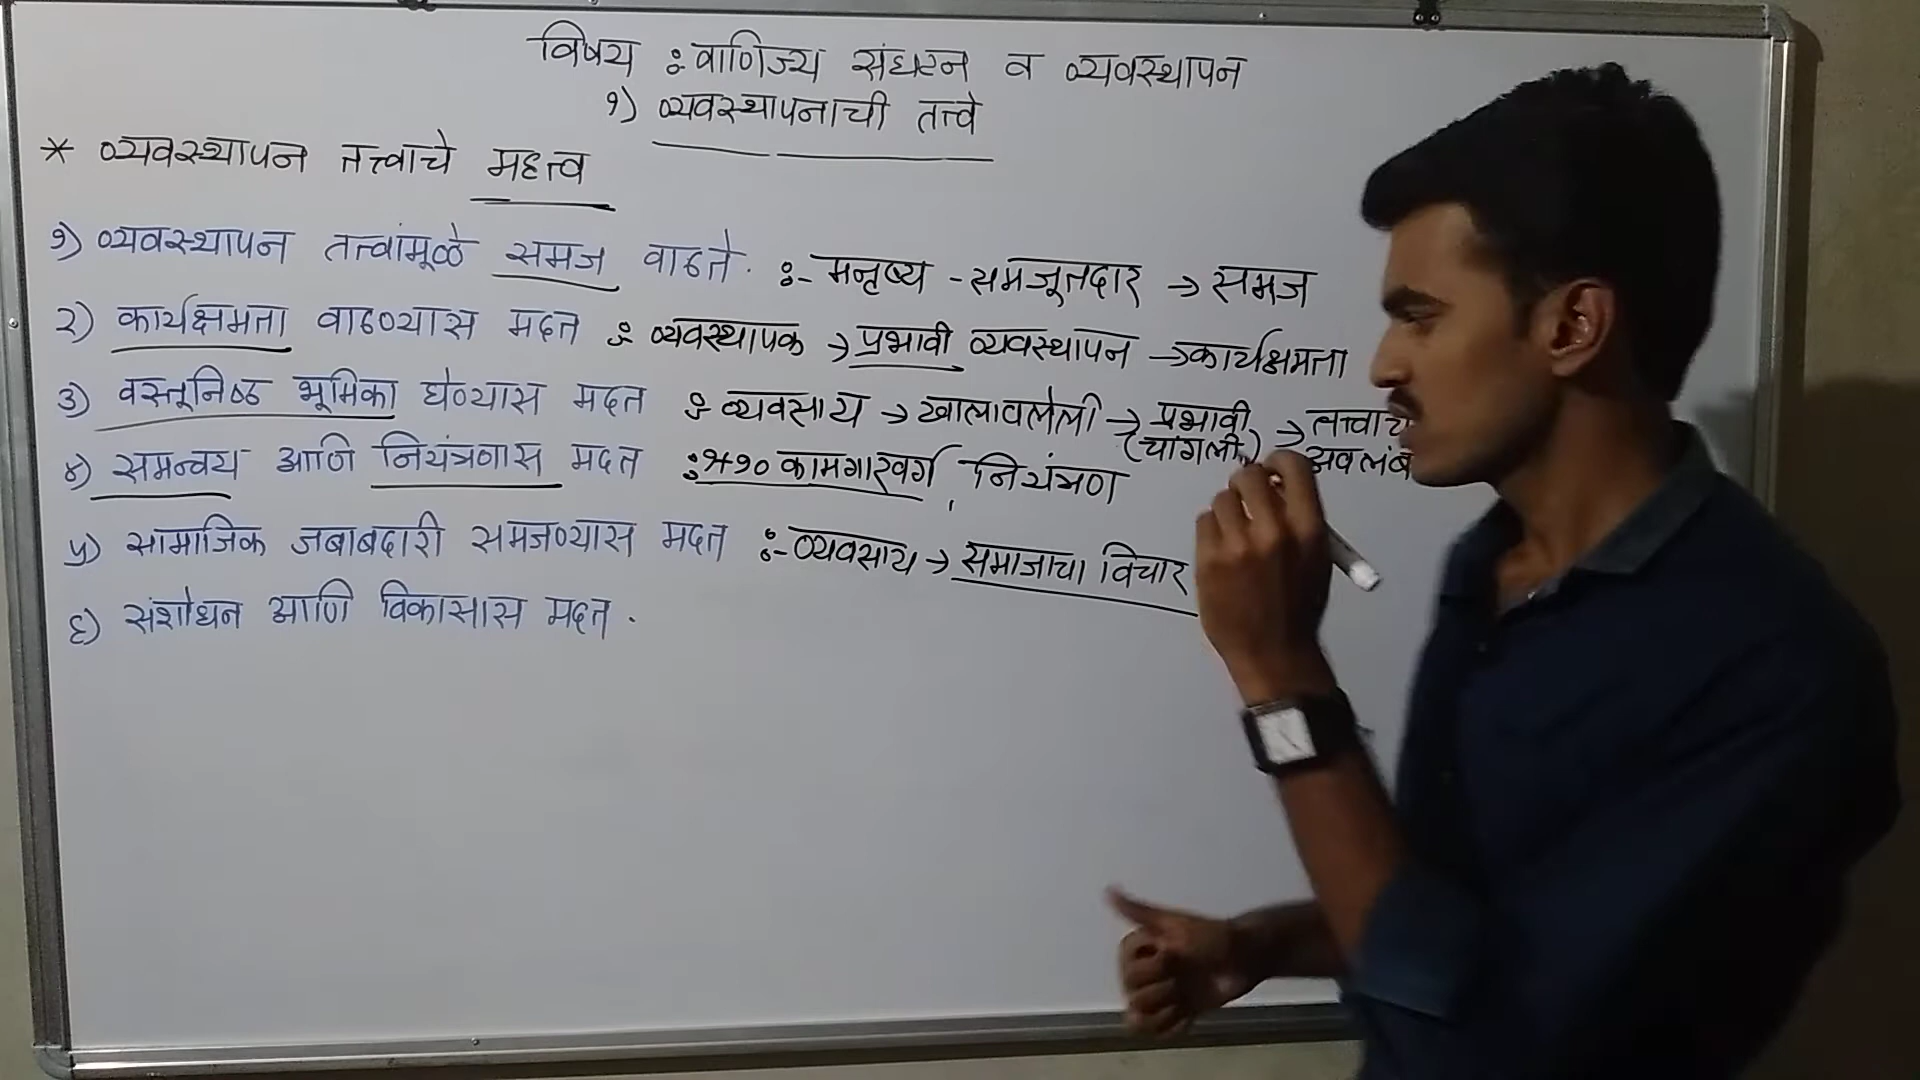 विषय : वाणिज्य संघटन व व्यवस्थापन
१) व्यवस्थापनाची तत्त्वे
* व्यवस्थापन तत्त्वाचे महत्व
१) व्यवस्थापन तत्त्वांमूळे समज वाढते. :- मनुष्य - समजूतदार → समज
२) कार्यक्षमता वाढण्यास मदत : व्यवस्थापक → प्रभावी व्यवस्थापन → कार्यक्षमता
३) वस्तूनिष्ठ भूमिका घेण्यास मदत : व्यवसाय → खालावलेली → प्रभावी (चांगली) → तत्त्वाच अवलंब
४) समन्वय आणि नियंत्रणास मदत : कामगारवर्ग, नियंत्रण
५) सामाजिक जबाबदारी समजण्यास मदत :- व्यवसाय → समाजाचा विचार
६) संशोधन आणि विकासास मदत.